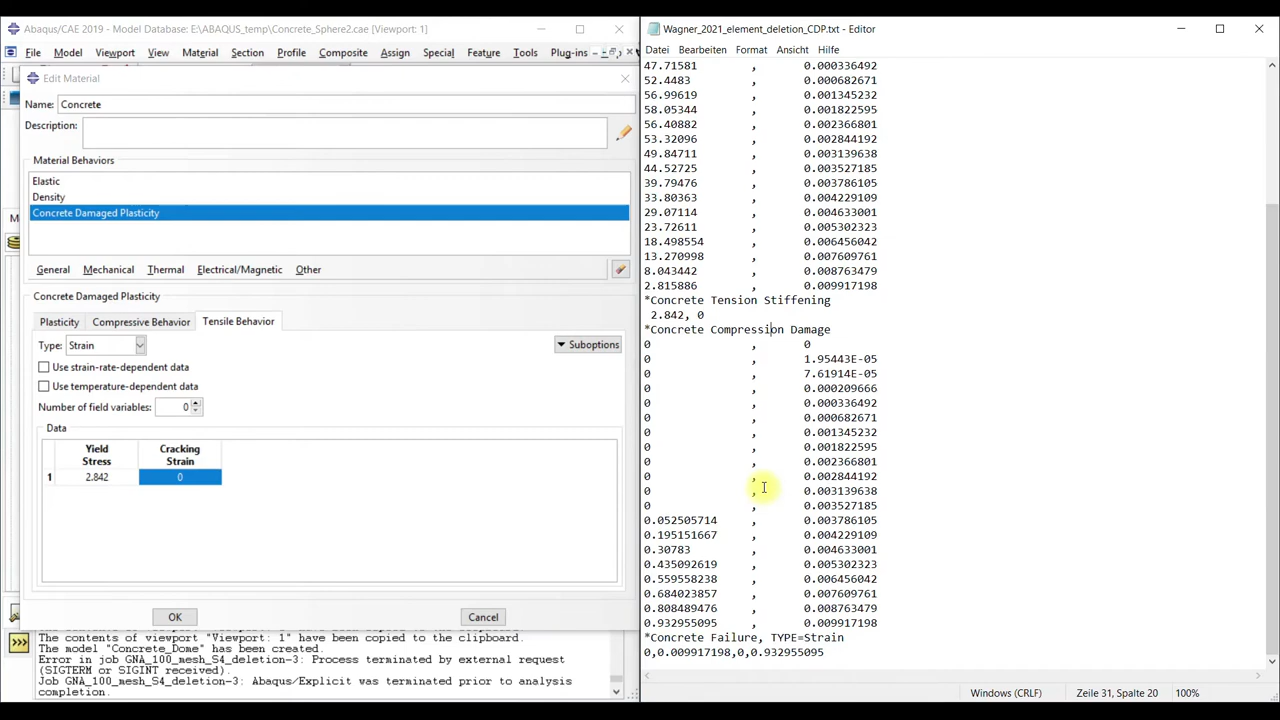 Abaqus/CAE 2019 - Model Database: E:\ABAQUS_temp\Concrete_Sphere2.cae [Viewport: 1]
File Model Viewport View Material Section Profile Composite Assign Special Feature Tools Plug-ins
Edit Material
Name: Concrete
Description:
Material Behaviors
Elastic
Density
Concrete Damaged Plasticity
General Mechanical Thermal Electrical/Magnetic Other
Concrete Damaged Plasticity
Plasticity Compressive Behavior Tensile Behavior
Type: Strain Suboptions
Use strain-rate-dependent data
Use temperature-dependent data
Number of field variables: 0
Data
Yield Cracking
Stress Strain
1 2.842 0
OK Cancel
The contents of viewport "Viewport: 1" have been copied to the clipboard.
The model "Concrete_Dome" has been created.
Error in job GNA_100_mesh_S4_deletion-3: Process terminated by external request
(SIGTERM or SIGINT received).
Job GNA_100_mesh_S4_deletion-3: Abaqus/Explicit was terminated prior to analysis
completion.
Wagner_2021_element_deletion_CDP.txt - Editor
Datei Bearbeiten Format Ansicht Hilfe
47.71581 , 0.000336492
52.4483 , 0.000682671
56.99619 , 0.001345232
58.05344 , 0.001822595
56.40882 , 0.002366801
53.32096 , 0.002844192
49.84711 , 0.003139638
44.52725 , 0.003527185
39.79476 , 0.003786105
33.80363 , 0.004229109
29.07114 , 0.004633001
23.72611 , 0.005302323
18.498554 , 0.006456042
13.270998 , 0.007609761
8.043442 , 0.008763479
2.815886 , 0.009917198
*Concrete Tension Stiffening
2.842, 0
*Concrete Compression Damage
0 , 0
0 , 1.95443E-05
0 , 7.61914E-05
0 , 0.000209666
0 , 0.000336492
0 , 0.000682671
0 , 0.001345232
0 , 0.001822595
0 , 0.002366801
0 , 0.002844192
0 , 0.003139638
0 , 0.003527185
0.052505714 , 0.003786105
0.195151667 , 0.004229109
0.30783 , 0.004633001
0.435092619 , 0.005302323
0.559558238 , 0.006456042
0.684023857 , 0.007609761
0.808489476 , 0.008763479
0.932955095 , 0.009917198
*Concrete Failure, TYPE=Strain
0,0.009917198,0,0.932955095
Windows (CRLF) Zeile 31, Spalte 20 100%